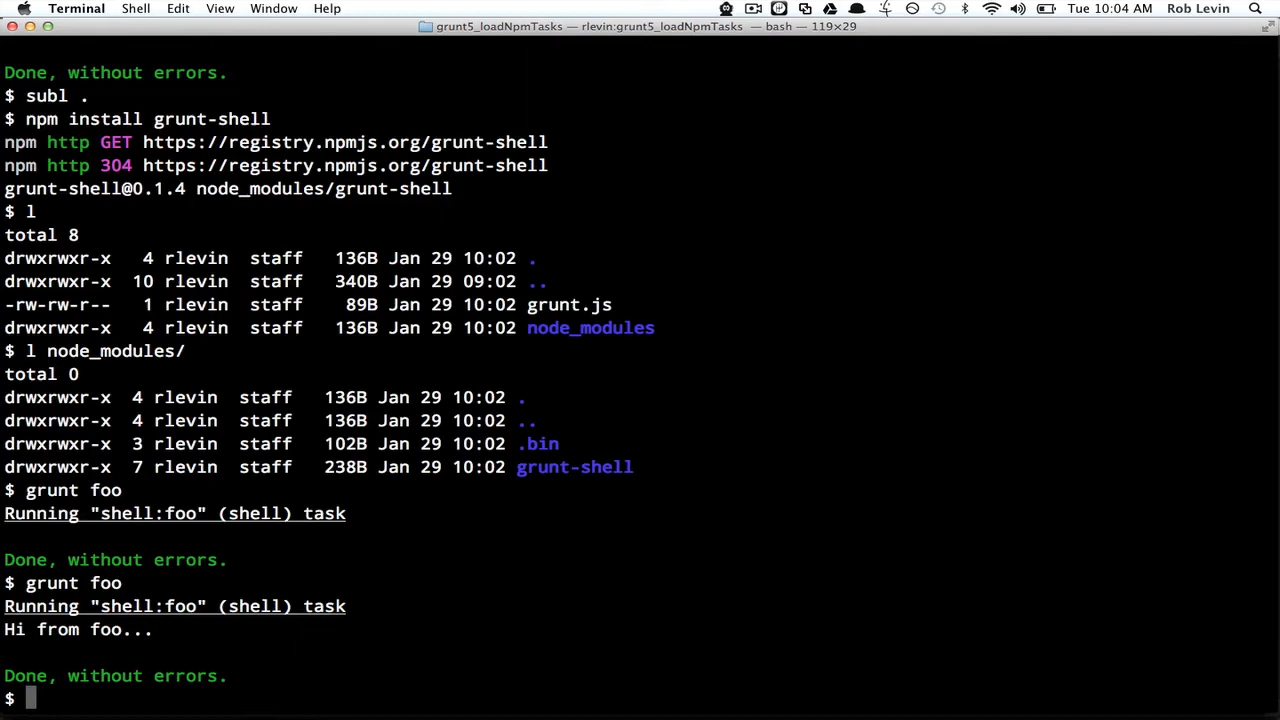 Terminal Shell Edit View Window Help Tue 10:04 AM Rob Levin
grunt5_loadNpmTasks — rlevin:grunt5_loadNpmTasks — bash — 119×29
Done, without errors.
$ subl .
$ npm install grunt-shell
npm http GET https://registry.npmjs.org/grunt-shell
npm http 304 https://registry.npmjs.org/grunt-shell
grunt-shell@0.1.4 node_modules/grunt-shell
$ l
total 8
drwxrwxr-x   4 rlevin  staff   136B Jan 29 10:02 .
drwxrwxr-x  10 rlevin  staff   340B Jan 29 09:02 ..
-rw-rw-r--   1 rlevin  staff    89B Jan 29 10:02 grunt.js
drwxrwxr-x   4 rlevin  staff   136B Jan 29 10:02 node_modules
$ l node_modules/
total 0
drwxrwxr-x  4 rlevin  staff   136B Jan 29 10:02 .
drwxrwxr-x  4 rlevin  staff   136B Jan 29 10:02 ..
drwxrwxr-x  3 rlevin  staff   102B Jan 29 10:02 .bin
drwxrwxr-x  7 rlevin  staff   238B Jan 29 10:02 grunt-shell
$ grunt foo
Running "shell:foo" (shell) task
Done, without errors.
$ grunt foo
Running "shell:foo" (shell) task
Hi from foo...
Done, without errors.
$